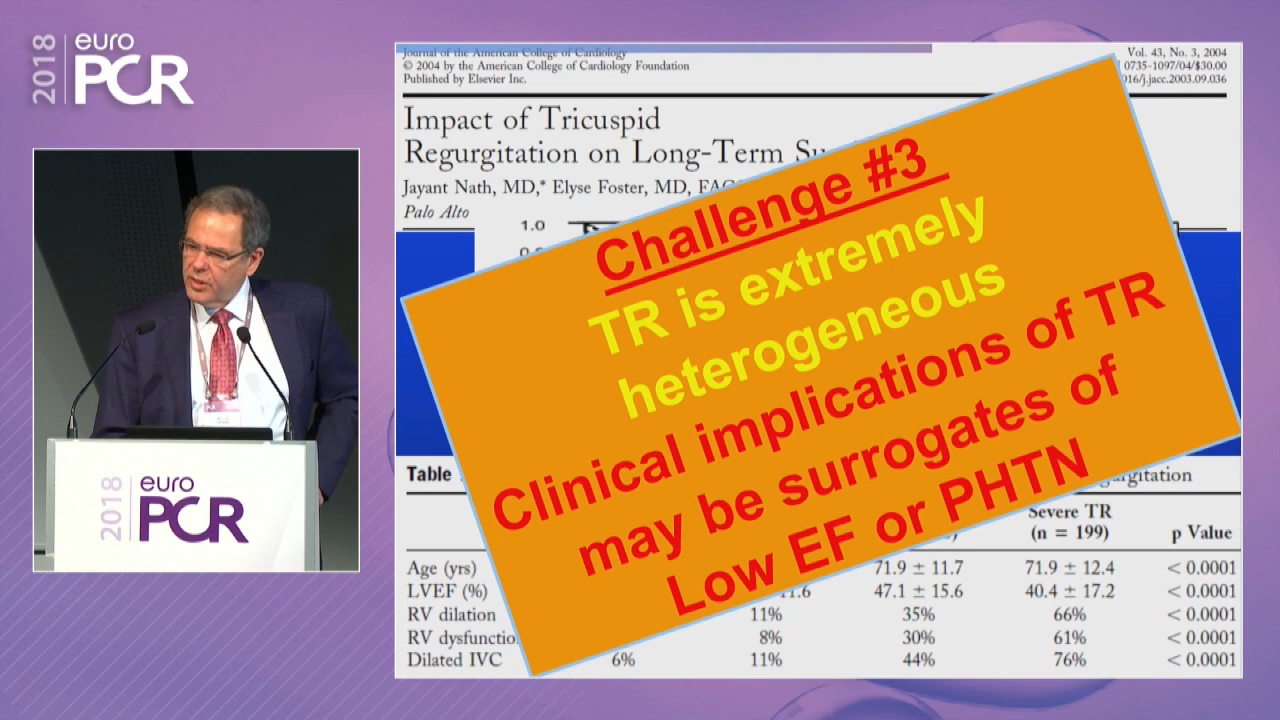 2018
euro
PCR
Journal of the American College of Cardiology
© 2004 by the American College of Cardiology Foundation
Published by Elsevier Inc.
Vol. 43, No. 3, 2004
0735-1097/04/$30.00
016/j.jacc.2003.09.036
Impact of Tricuspid
Regurgitation on Long-Term
Jayant Nath, MD,* Elyse Foster, MD,
Palo Alto
1.0
Challenge #3
TR is extremely
heterogeneous
Clinical implications of TR
may be surrogates of
Low EF or PHTN
Table
Severe TR
(n = 199) p Value
Age (yrs) 71.9 ± 11.7 71.9 ± 12.4 < 0.0001
LVEF (%) 47.1 ± 15.6 40.4 ± 17.2 < 0.0001
RV dilation 11% 35% 66% < 0.0001
RV 8% 30% 61% < 0.0001
Dilated IVC 6% 11% 44% 76% < 0.0001
2018
euro
PCR